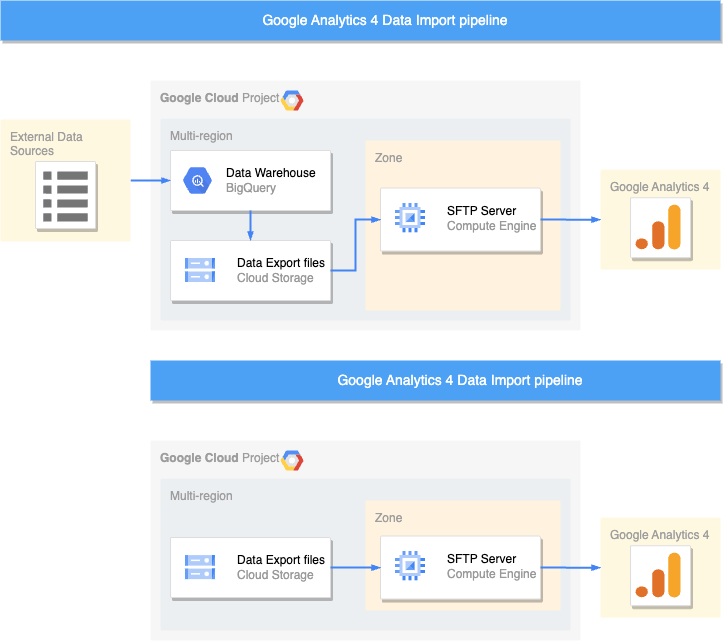 Google Analytics 4 Data Import pipeline
Google Cloud Project
External Data
Sources
Multi-region
Data Warehouse
BigQuery
Zone
SFTP Server
Compute Engine
Google Analytics 4
Data Export files
Cloud Storage
Google Analytics 4 Data Import pipeline
Google Cloud Project
Multi-region
Zone
Data Export files
Cloud Storage
SFTP Server
Compute Engine
Google Analytics 4